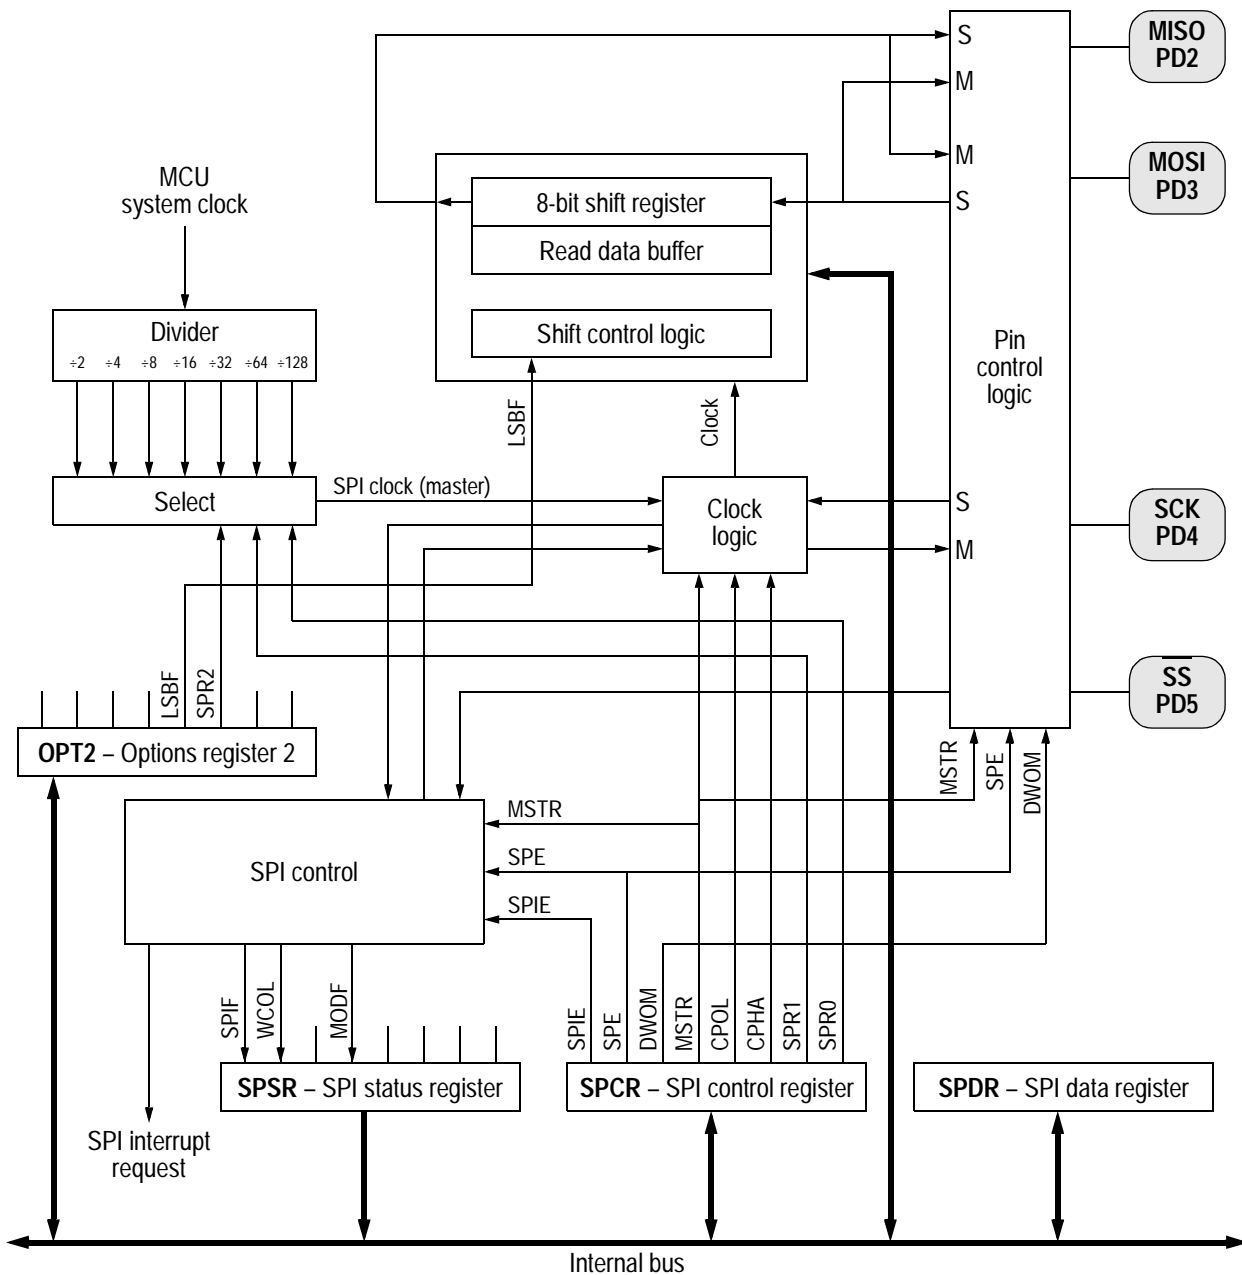 MISO
PD2
S
M
M
S
MOSI
PD3
MCU
system clock
8-bit shift register
Read data buffer
Shift control logic
Divider
÷2 ÷4 ÷8 ÷16 ÷32 ÷64 ÷128
Pin
control
logic
LSBF
Clock
Select
SPI clock (master)
Clock
logic
S
M
SCK
PD4
LSBF
SPR2
SS
PD5
OPT2 – Options register 2
MSTR
SPE
DWOM
MSTR
SPE
SPIE
SPI control
SPIF
WCOL
MODF
SPIE
SPE
DWOM
MSTR
CPOL
CPHA
SPR1
SPR0
SPSR – SPI status register
SPCR – SPI control register
SPDR – SPI data register
SPI interrupt
request
Internal bus